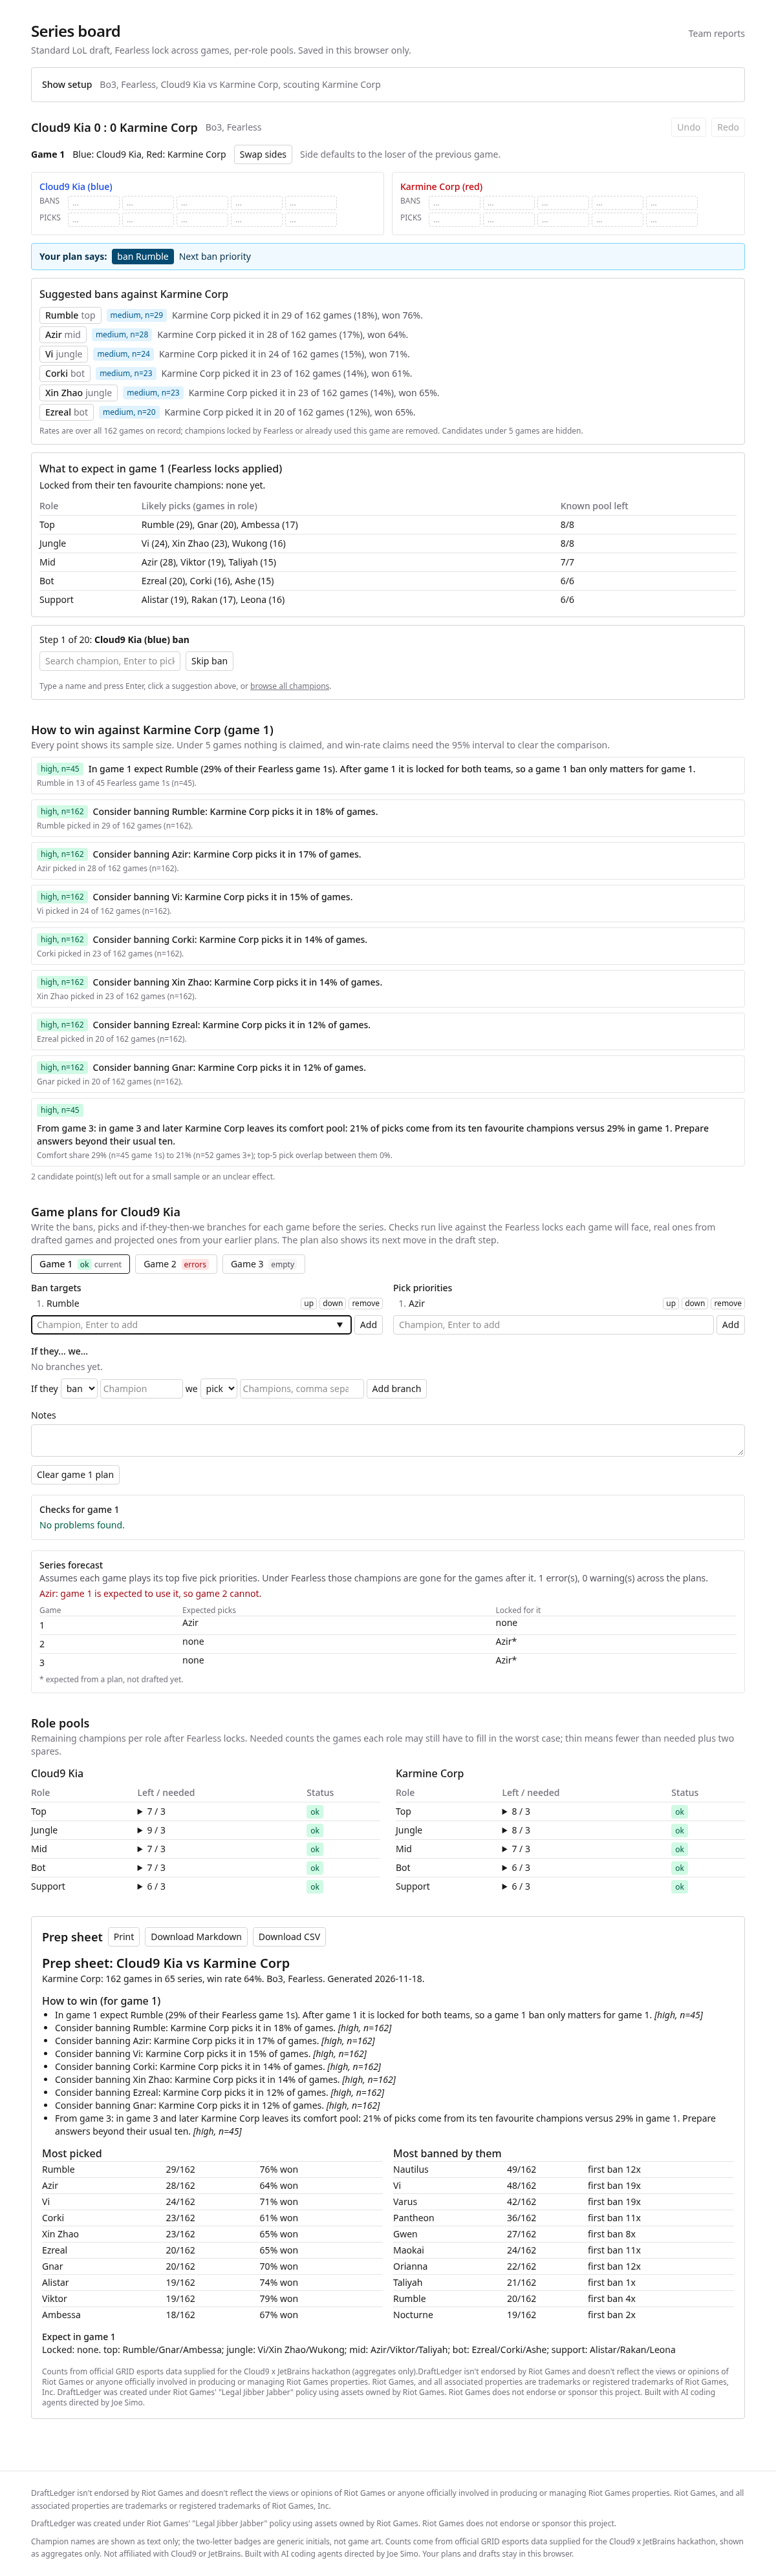 Series board
Team reports
Standard LoL draft, Fearless lock across games, per-role pools. Saved in this browser only.
Show setup Bo3, Fearless, Cloud9 Kia vs Karmine Corp, scouting Karmine Corp
Cloud9 Kia 0 : 0 Karmine Corp Bo3, Fearless
Undo Redo
Game 1 Blue: Cloud9 Kia, Red: Karmine Corp Swap sides Side defaults to the loser of the previous game.
Cloud9 Kia (blue)
BANS ... ... ... ... ...
PICKS ... ... ... ... ...
Karmine Corp (red)
BANS ... ... ... ... ...
PICKS ... ... ... ... ...
Your plan says: ban Rumble Next ban priority
Suggested bans against Karmine Corp
Rumble top medium, n=29 Karmine Corp picked it in 29 of 162 games (18%), won 76%.
Azir mid medium, n=28 Karmine Corp picked it in 28 of 162 games (17%), won 64%.
Vi jungle medium, n=24 Karmine Corp picked it in 24 of 162 games (15%), won 71%.
Corki bot medium, n=23 Karmine Corp picked it in 23 of 162 games (14%), won 61%.
Xin Zhao jungle medium, n=23 Karmine Corp picked it in 23 of 162 games (14%), won 65%.
Ezreal bot medium, n=20 Karmine Corp picked it in 20 of 162 games (12%), won 65%.
Rates are over all 162 games on record; champions locked by Fearless or already used this game are removed. Candidates under 5 games are hidden.
What to expect in game 1 (Fearless locks applied)
Locked from their ten favourite champions: none yet.
Role Likely picks (games in role) Known pool left
Top Rumble (29), Gnar (20), Ambessa (17) 8/8
Jungle Vi (24), Xin Zhao (23), Wukong (16) 8/8
Mid Azir (28), Viktor (19), Taliyah (15) 7/7
Bot Ezreal (20), Corki (16), Ashe (15) 6/6
Support Alistar (19), Rakan (17), Leona (16) 6/6
Step 1 of 20: Cloud9 Kia (blue) ban
Search champion, Enter to pick Skip ban
Type a name and press Enter, click a suggestion above, or browse all champions.
How to win against Karmine Corp (game 1)
Every point shows its sample size. Under 5 games nothing is claimed, and win-rate claims need the 95% interval to clear the comparison.
high, n=45 In game 1 expect Rumble (29% of their Fearless game 1s). After game 1 it is locked for both teams, so a game 1 ban only matters for game 1.
Rumble in 13 of 45 Fearless game 1s (n=45).
high, n=162 Consider banning Rumble: Karmine Corp picks it in 18% of games.
Rumble picked in 29 of 162 games (n=162).
high, n=162 Consider banning Azir: Karmine Corp picks it in 17% of games.
Azir picked in 28 of 162 games (n=162).
high, n=162 Consider banning Vi: Karmine Corp picks it in 15% of games.
Vi picked in 24 of 162 games (n=162).
high, n=162 Consider banning Corki: Karmine Corp picks it in 14% of games.
Corki picked in 23 of 162 games (n=162).
high, n=162 Consider banning Xin Zhao: Karmine Corp picks it in 14% of games.
Xin Zhao picked in 23 of 162 games (n=162).
high, n=162 Consider banning Ezreal: Karmine Corp picks it in 12% of games.
Ezreal picked in 20 of 162 games (n=162).
high, n=162 Consider banning Gnar: Karmine Corp picks it in 12% of games.
Gnar picked in 20 of 162 games (n=162).
high, n=45
From game 3: in game 3 and later Karmine Corp leaves its comfort pool: 21% of picks come from its ten favourite champions versus 29% in game 1. Prepare
answers beyond their usual ten.
Comfort share 29% (n=45 game 1s) to 21% (n=52 games 3+); top-5 pick overlap between them 0%.
2 candidate point(s) left out for a small sample or an unclear effect.
Game plans for Cloud9 Kia
Write the bans, picks and if-they-then-we branches for each game before the series. Checks run live against the Fearless locks each game will face, real ones from
drafted games and projected ones from your earlier plans. The plan also shows its next move in the draft step.
Game 1 ok current Game 2 errors Game 3 empty
Ban targets
1. Rumble up down remove
Champion, Enter to add Add
Pick priorities
1. Azir up down remove
Champion, Enter to add Add
If they... we...
No branches yet.
If they ban Champion we pick Champions, comma sepa Add branch
Notes
Clear game 1 plan
Checks for game 1
No problems found.
Series forecast
Assumes each game plays its top five pick priorities. Under Fearless those champions are gone for the games after it. 1 error(s), 0 warning(s) across the plans.
Azir: game 1 is expected to use it, so game 2 cannot.
Game Expected picks Locked for it
1 Azir none
2 none Azir*
3 none Azir*
* expected from a plan, not drafted yet.
Role pools
Remaining champions per role after Fearless locks. Needed counts the games each role may still have to fill in the worst case; thin means fewer than needed plus two
spares.
Cloud9 Kia
Role Left / needed Status
Top 7 / 3 ok
Jungle 9 / 3 ok
Mid 7 / 3 ok
Bot 7 / 3 ok
Support 6 / 3 ok
Karmine Corp
Role Left / needed Status
Top 8 / 3 ok
Jungle 8 / 3 ok
Mid 7 / 3 ok
Bot 6 / 3 ok
Support 6 / 3 ok
Prep sheet Print Download Markdown Download CSV
Prep sheet: Cloud9 Kia vs Karmine Corp
Karmine Corp: 162 games in 65 series, win rate 64%. Bo3, Fearless. Generated 2026-11-18.
How to win (for game 1)
In game 1 expect Rumble (29% of their Fearless game 1s). After game 1 it is locked for both teams, so a game 1 ban only matters for game 1. [high, n=45]
Consider banning Rumble: Karmine Corp picks it in 18% of games. [high, n=162]
Consider banning Azir: Karmine Corp picks it in 17% of games. [high, n=162]
Consider banning Vi: Karmine Corp picks it in 15% of games. [high, n=162]
Consider banning Corki: Karmine Corp picks it in 14% of games. [high, n=162]
Consider banning Xin Zhao: Karmine Corp picks it in 14% of games. [high, n=162]
Consider banning Ezreal: Karmine Corp picks it in 12% of games. [high, n=162]
Consider banning Gnar: Karmine Corp picks it in 12% of games. [high, n=162]
From game 3: in game 3 and later Karmine Corp leaves its comfort pool: 21% of picks come from its ten favourite champions versus 29% in game 1. Prepare
answers beyond their usual ten. [high, n=45]
Most picked
Rumble 29/162 76% won
Azir 28/162 64% won
Vi 24/162 71% won
Corki 23/162 61% won
Xin Zhao 23/162 65% won
Ezreal 20/162 65% won
Gnar 20/162 70% won
Alistar 19/162 74% won
Viktor 19/162 79% won
Ambessa 18/162 67% won
Most banned by them
Nautilus 49/162 first ban 12x
Vi 48/162 first ban 19x
Varus 42/162 first ban 19x
Pantheon 36/162 first ban 11x
Gwen 27/162 first ban 8x
Maokai 24/162 first ban 11x
Orianna 22/162 first ban 12x
Taliyah 21/162 first ban 1x
Rumble 20/162 first ban 4x
Nocturne 19/162 first ban 2x
Expect in game 1
Locked: none. top: Rumble/Gnar/Ambessa; jungle: Vi/Xin Zhao/Wukong; mid: Azir/Viktor/Taliyah; bot: Ezreal/Corki/Ashe; support: Alistar/Rakan/Leona
Counts from official GRID esports data supplied for the Cloud9 x JetBrains hackathon (aggregates only).DraftLedger isn't endorsed by Riot Games and doesn't reflect the views or opinions of
Riot Games or anyone officially involved in producing or managing Riot Games properties. Riot Games, and all associated properties are trademarks or registered trademarks of Riot Games,
Inc. DraftLedger was created under Riot Games' "Legal Jibber Jabber" policy using assets owned by Riot Games. Riot Games does not endorse or sponsor this project. Built with AI coding
agents directed by Joe Simo.
DraftLedger isn't endorsed by Riot Games and doesn't reflect the views or opinions of Riot Games or anyone officially involved in producing or managing Riot Games properties. Riot Games, and all
associated properties are trademarks or registered trademarks of Riot Games, Inc.
DraftLedger was created under Riot Games' "Legal Jibber Jabber" policy using assets owned by Riot Games. Riot Games does not endorse or sponsor this project.
Champion names are shown as text only; the two-letter badges are generic initials, not game art. Counts come from official GRID esports data supplied for the Cloud9 x JetBrains hackathon, shown
as aggregates only. Not affiliated with Cloud9 or JetBrains. Built with AI coding agents directed by Joe Simo. Your plans and drafts stay in this browser.